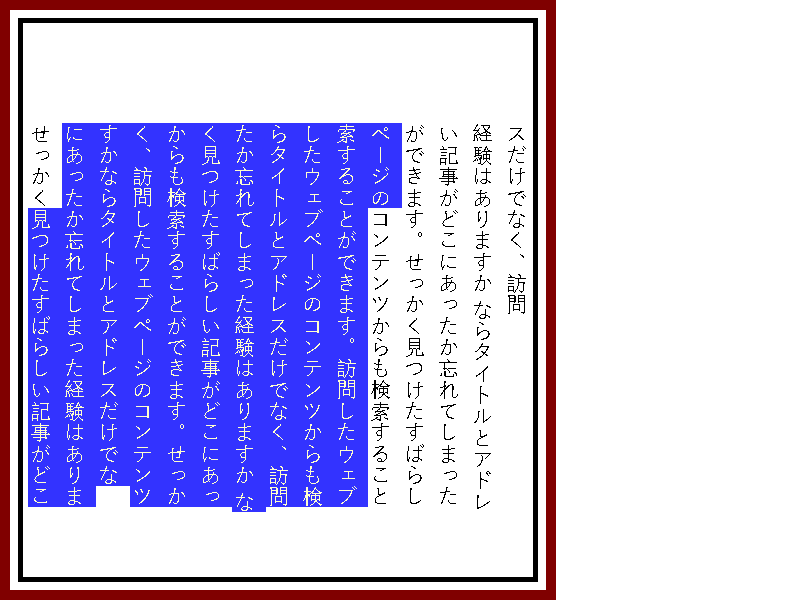 せっかく見つけたすばらしい記事がどこ
にあったか忘れてしまった経験はありま
すかならタイトルとアドレスだけでな
く、訪問したウェブページのコンテンツ
からも検索することができます。せっか
く見つけたすばらしい記事がどこにあっ
たか忘れてしまった経験はありますか な
らタイトルとアドレスだけでなく、訪問
したウェブページのコンテンツからも検
索することができます。訪問したウェブ
ページのコンテンツからも検索すること
ができます。せっかく見つけたすばらし
い記事がどこにあったか忘れてしまった
経験はありますか ならタイトルとアドレ
スだけでなく、訪問